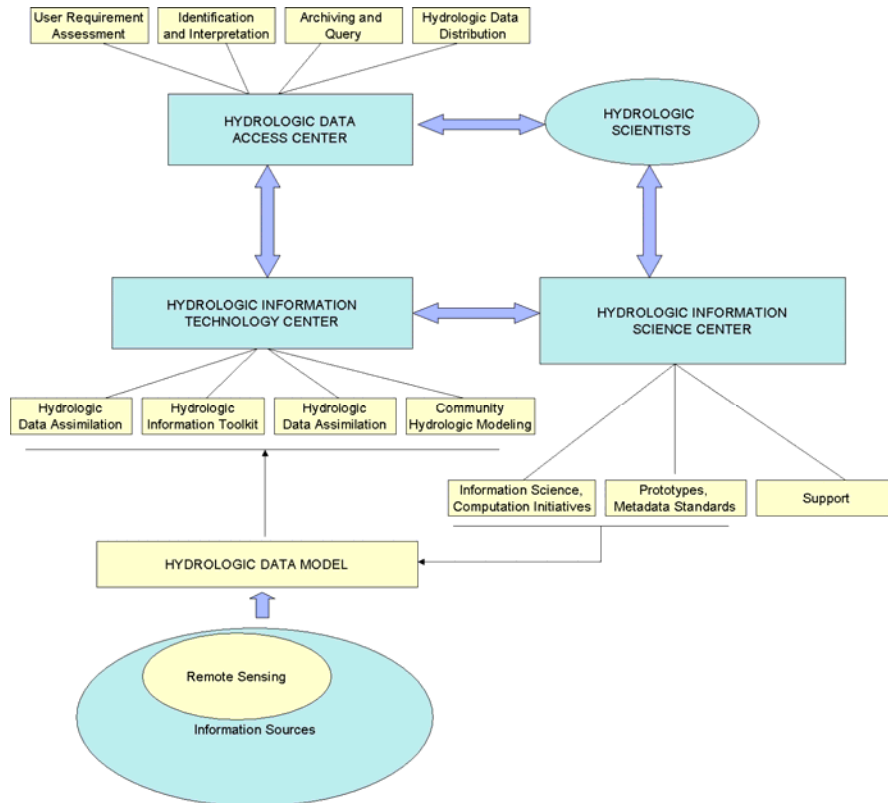 User Requirement
Assessment
Identification
and Interpretation
Archiving and
Query
Hydrologic Data
Distribution
HYDROLOGIC DATA
ACCESS CENTER
HYDROLOGIC
SCIENTISTS
HYDROLOGIC INFORMATION
TECHNOLOGY CENTER
HYDROLOGIC INFORMATION
SCIENCE CENTER
Hydrologic
Data Assimilation
Hydrologic
Information Toolkit
Hydrologic
Data Assimilation
Community
Hydrologic Modeling
Information Science,
Computation Initiatives
Prototypes,
Metadata Standards
Support
HYDROLOGIC DATA MODEL
Remote Sensing
Information Sources